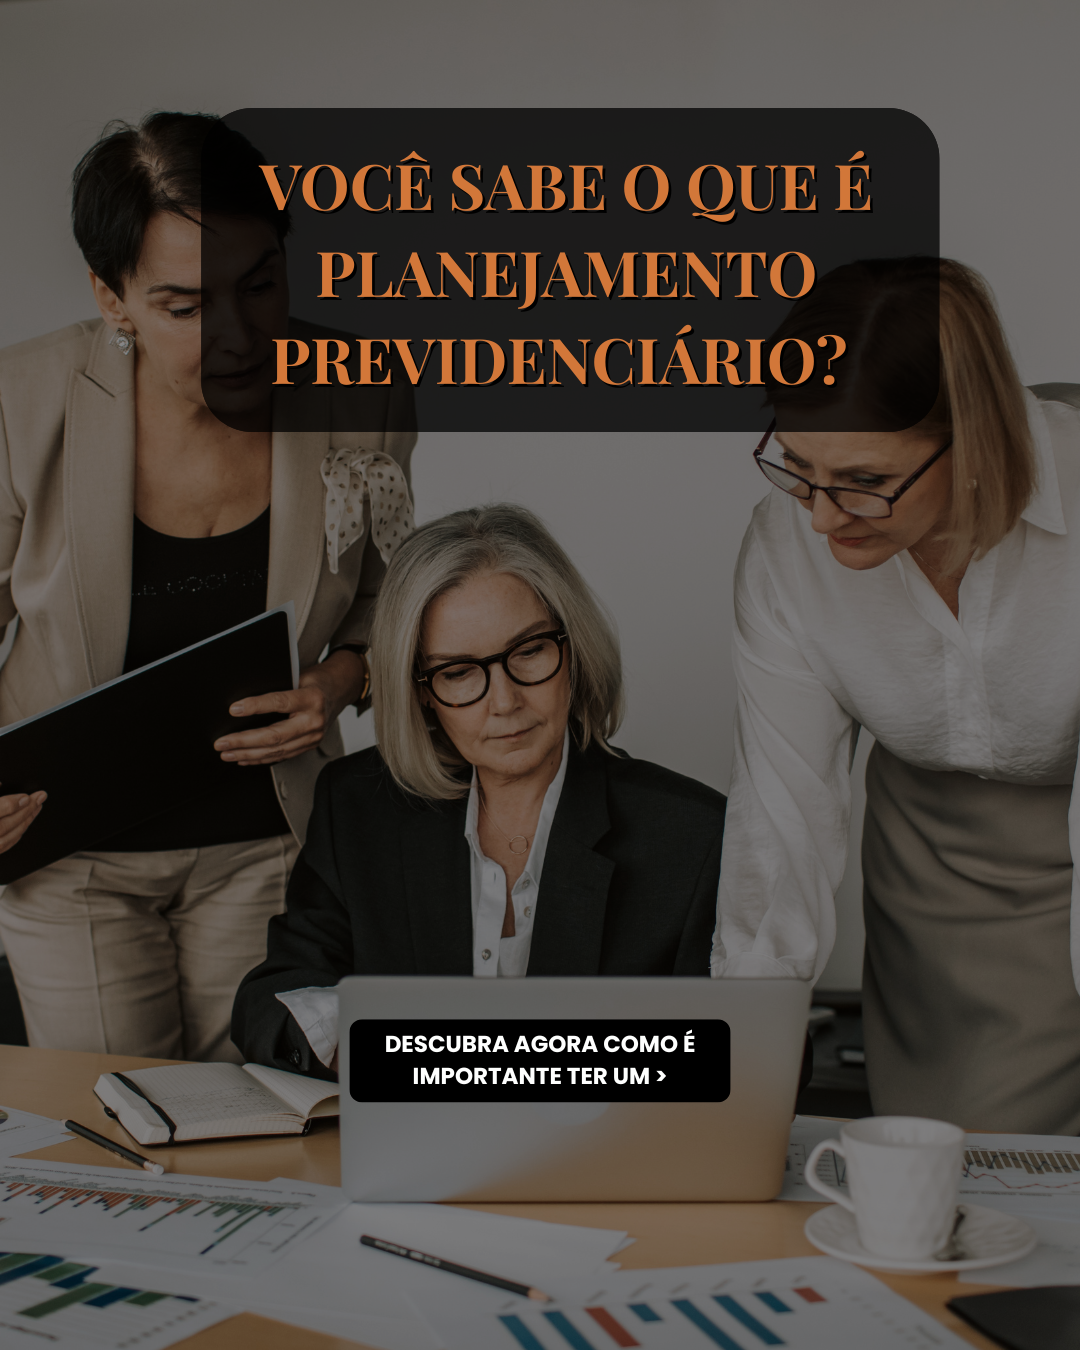 VOCÊ SABE O QUE É
PLANEJAMENTO
PREVIDENCIÁRIO?
DESCUBRA AGORA COMO É
IMPORTANTE TER UM >